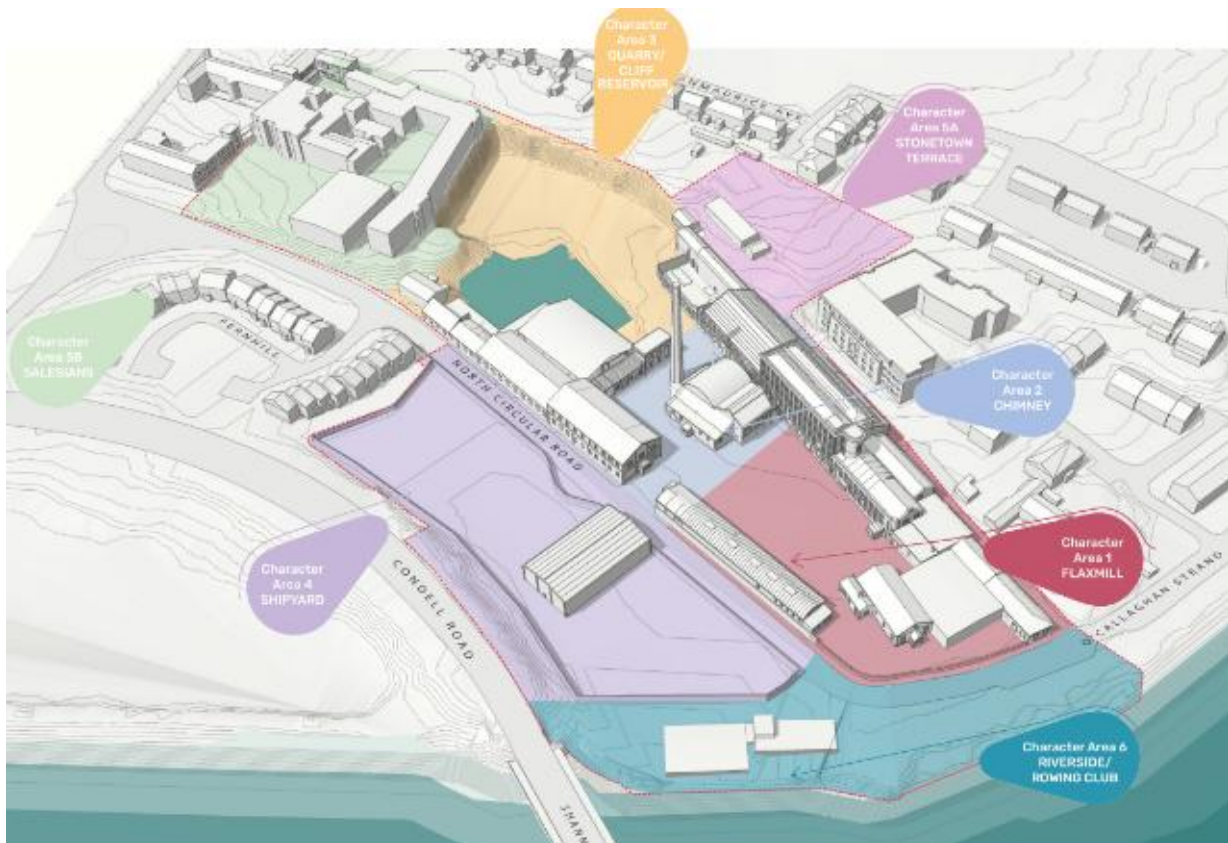 Character
Area 3
QUARRY/
CLIFF
RESERVOIR
Character
Area 5A
STONETOWN
TERRACE
Character
Area 5B
SALESIANS
FERNHILL
NORTH CIRCULAR ROAD
Character
Area 2
CHIMNEY
Character
Area 4
SHIPYARD
CONDELL ROAD
Character
Area 1
FLAXMILL
O'CALLAGHAN STRAND
Character Area 6
RIVERSIDE/
ROWING CLUB
SHANN